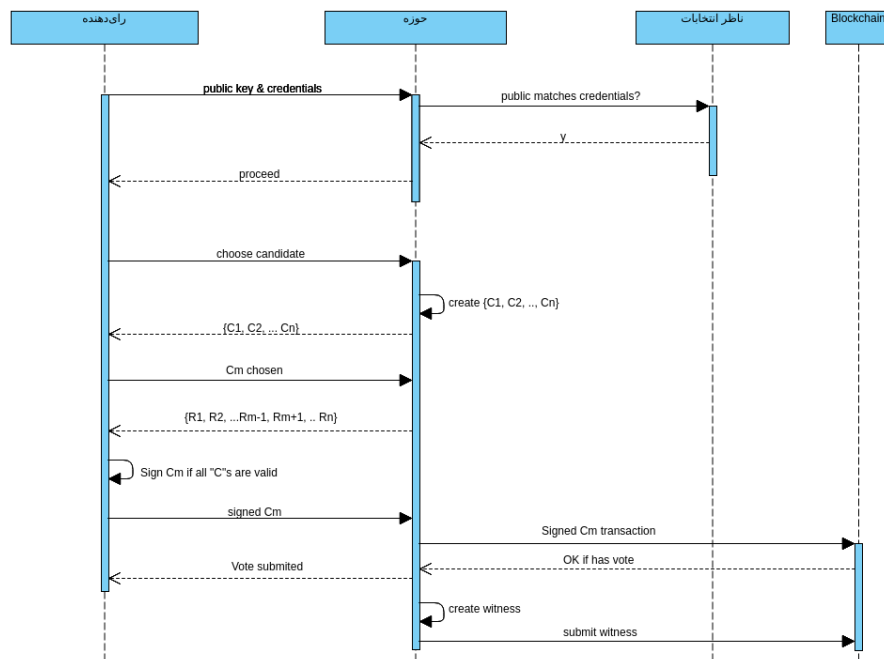 رای‌دهنده
حوزه
ناظر انتخابات
Blockchain
public key & credentials
public matches credentials?
y
proceed
choose candidate
create {C1, C2, .., Cn}
{C1, C2, ... Cn}
Cm chosen
{R1, R2, ...Rm-1, Rm+1, .. Rn}
Sign Cm if all "C"s are valid
signed Cm
Signed Cm transaction
OK if has vote
Vote submited
create witness
submit witness